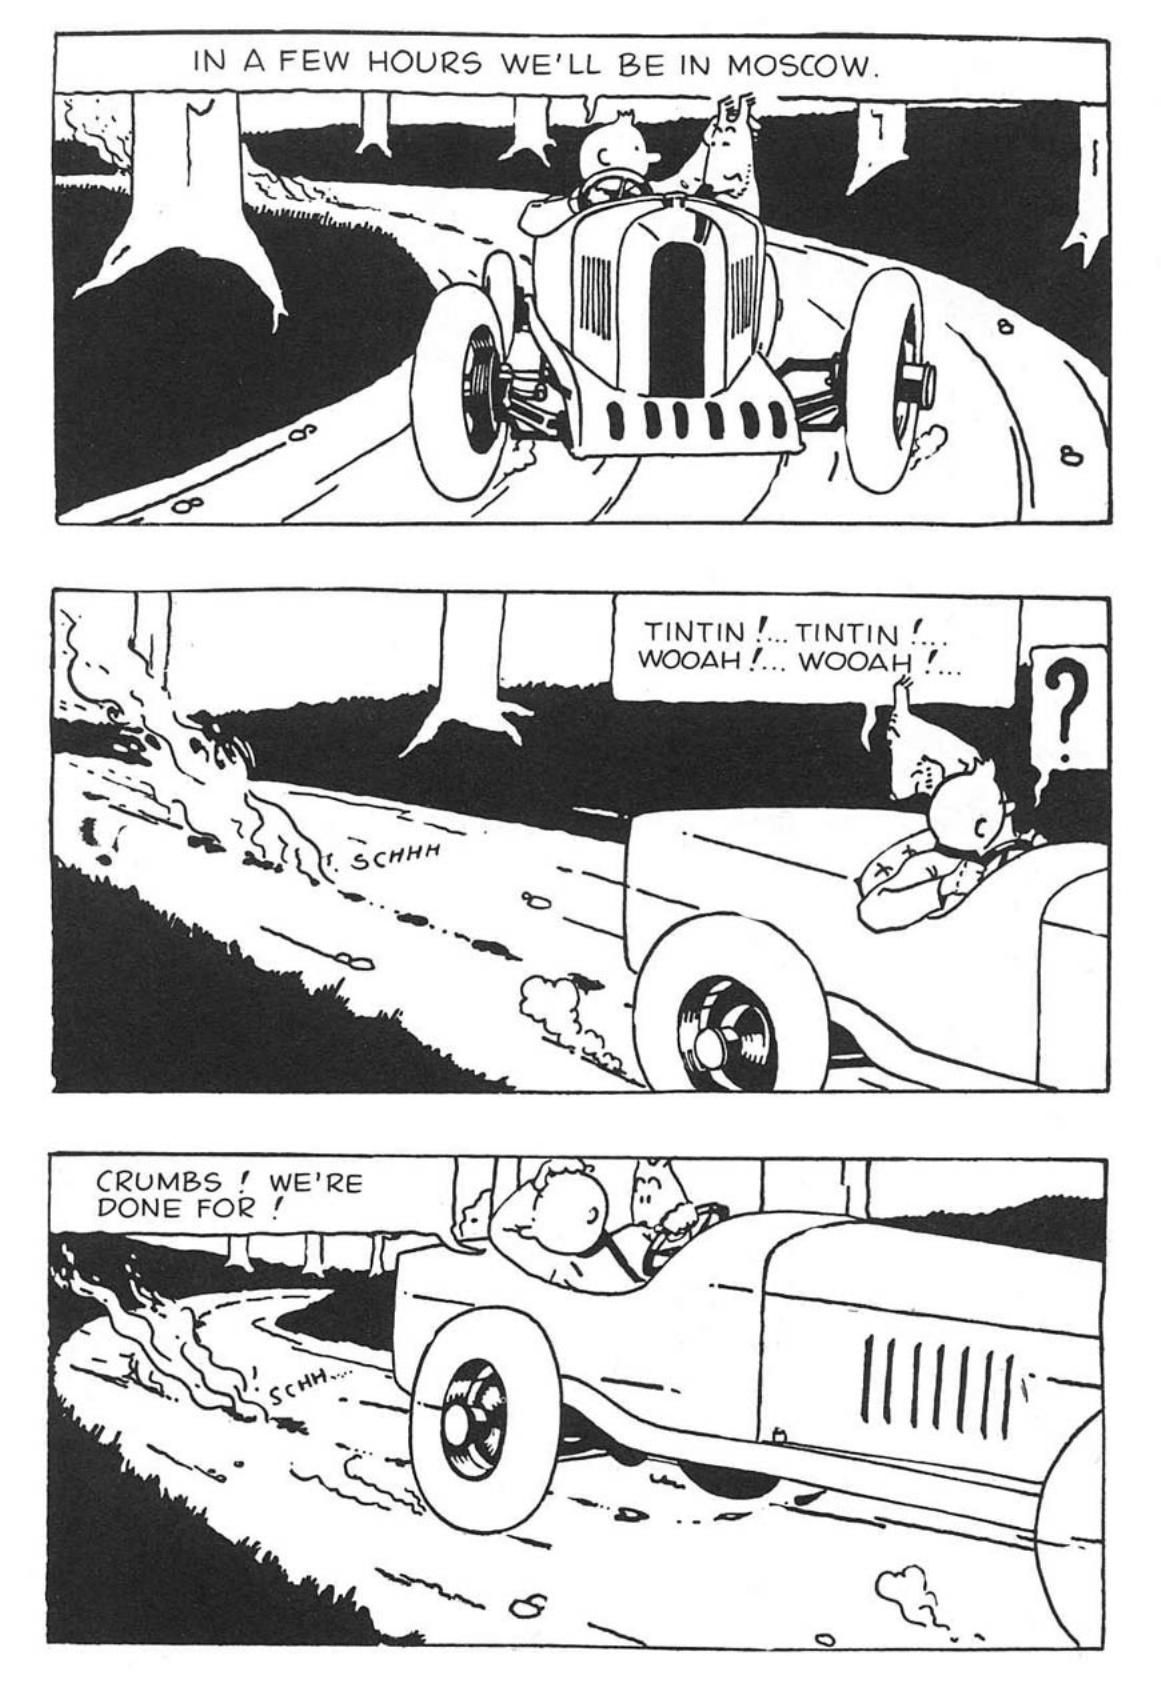 IN A FEW HOURS WE'LL BE IN MOSCOW.
TINTIN!... TINTIN!...
WOOAH!... WOOAH!...
?
! SCHHH
CRUMBS! WE'RE
DONE FOR!
! SCHH....